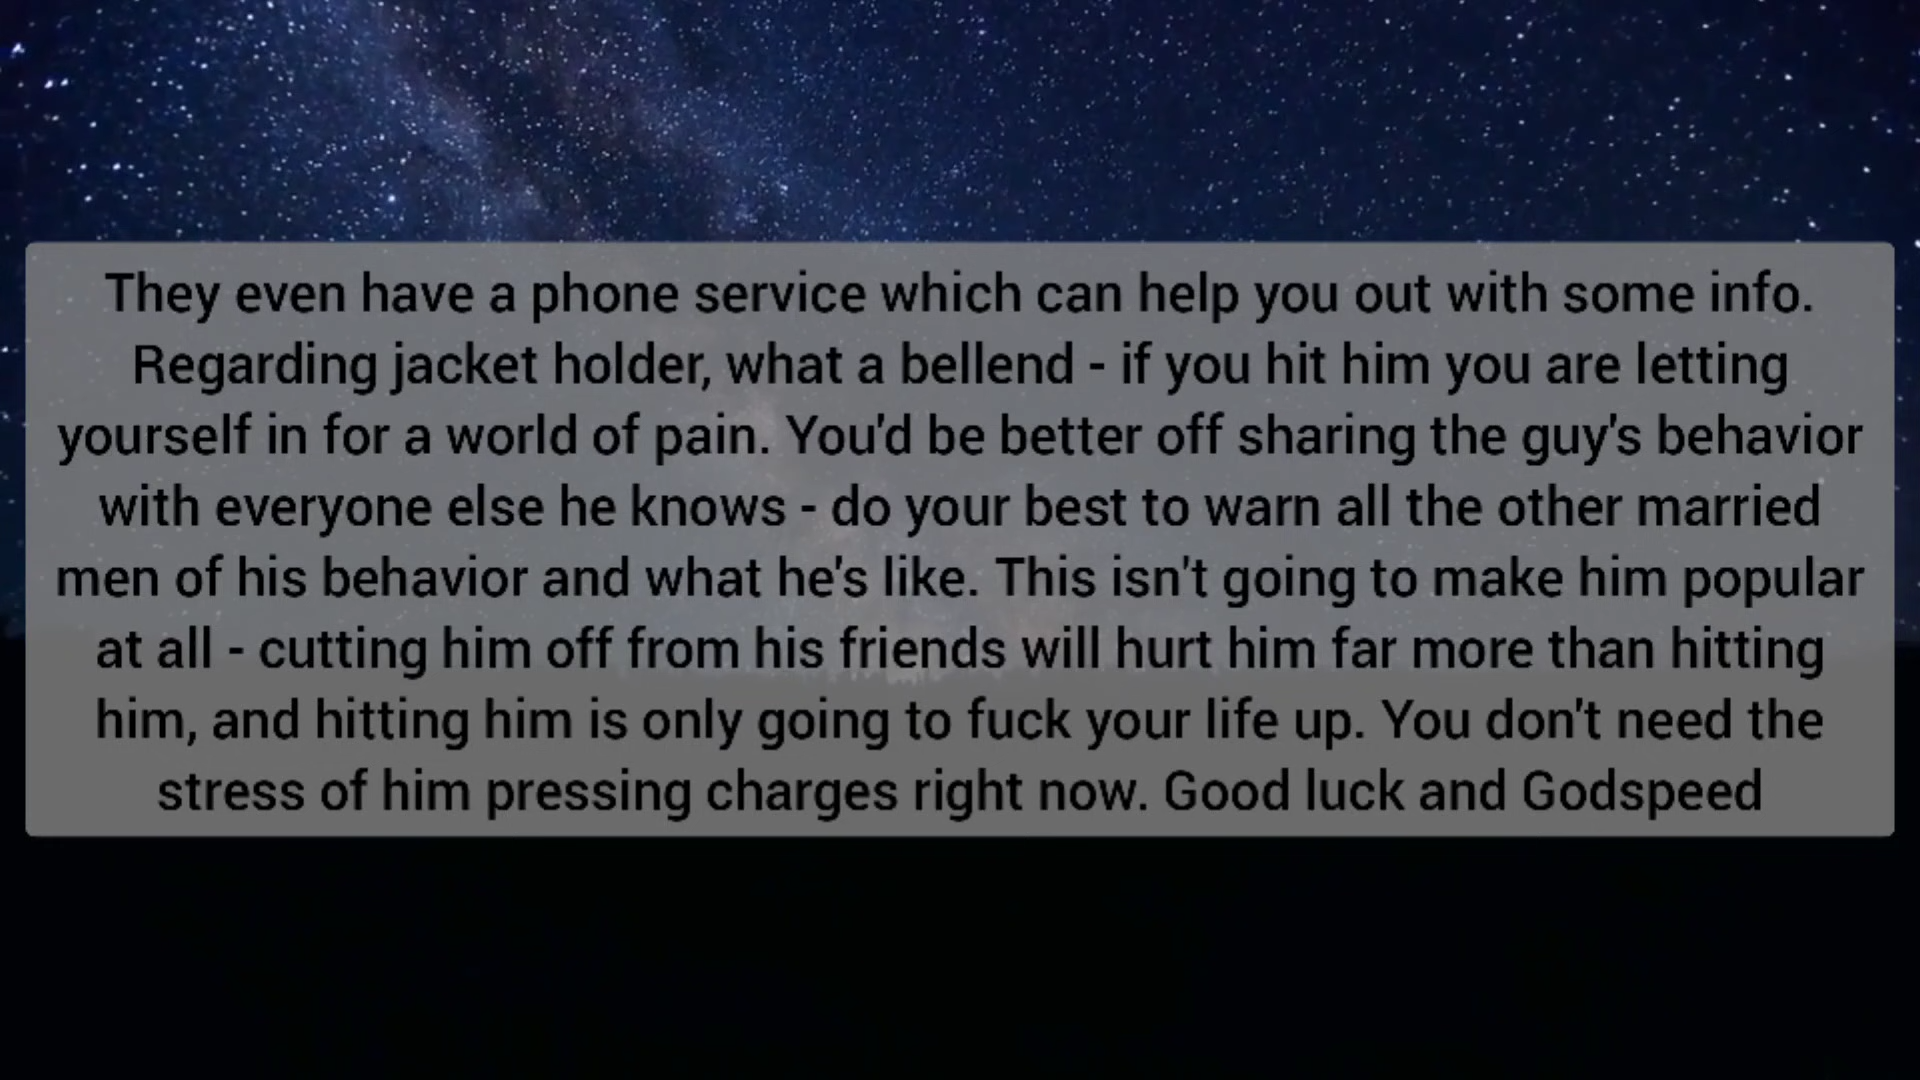 They even have a phone service which can help you out with some info.
Regarding jacket holder, what a bellend - if you hit him you are letting
yourself in for a world of pain. You'd be better off sharing the guy's behavior
with everyone else he knows - do your best to warn all the other married
men of his behavior and what he's like. This isn't going to make him popular
at all - cutting him off from his friends will hurt him far more than hitting
him, and hitting him is only going to fuck your life up. You don't need the
stress of him pressing charges right now. Good luck and Godspeed